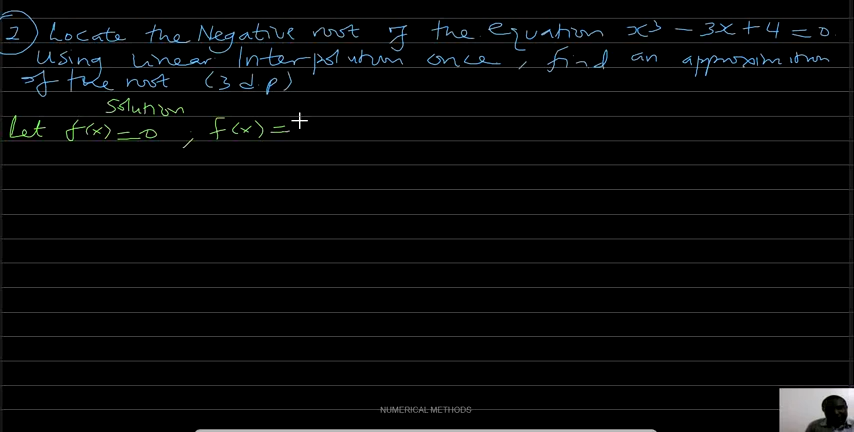 2 Locate the Negative root of the equation x³ - 3x + 4 = 0.
Using Linear Interpolation once, find an approximation
of the root (3 d.p)
Solution
Let f(x) = 0 ; f(x) =
NUMERICAL METHODS